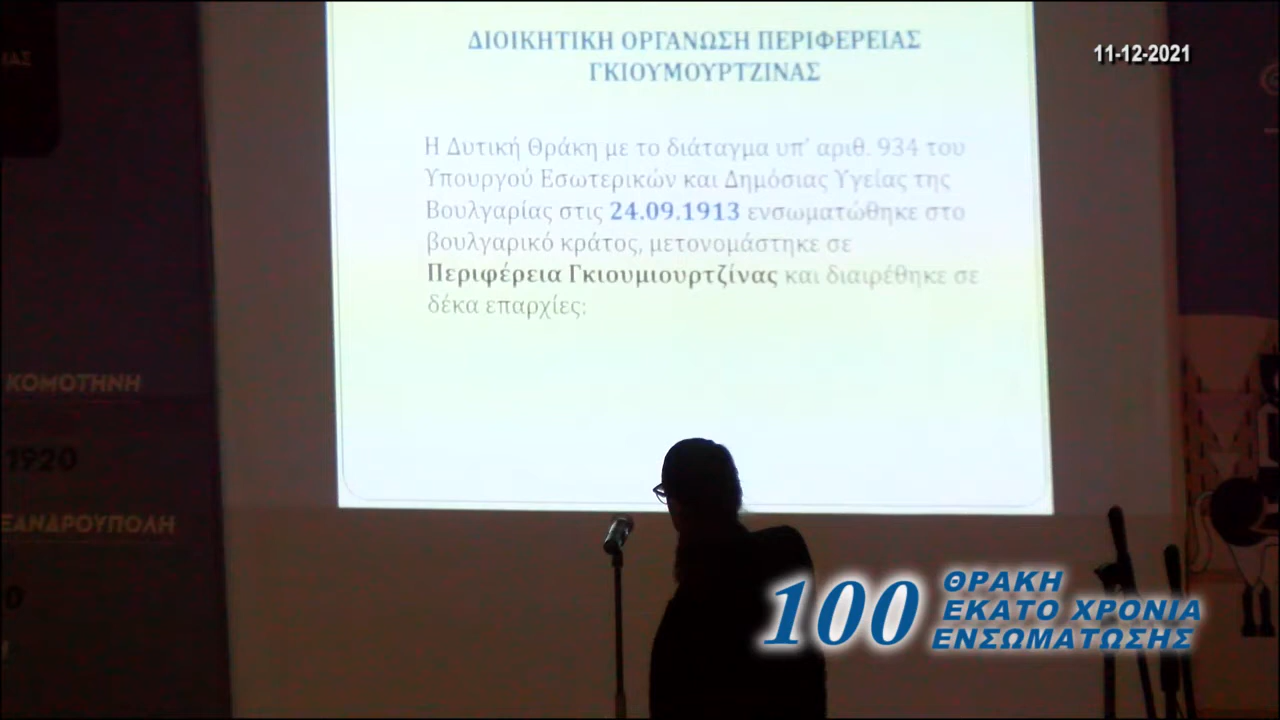 ΔΙΟΙΚΗΤΙΚΗ ΟΡΓΑΝΩΣΗ ΠΕΡΙΦΕΡΕΙΑΣ
ΓΚΙΟΥΜΟΥΡΤΖΙΝΑΣ
11-12-2021
Η Δυτική Θράκη με το διάταγμα υπ’ αριθ. 934 του
Υπουργού Εσωτερικών και Δημόσιας Υγείας της
Βουλγαρίας στις 24.09.1913 ενσωματώθηκε στο
βουλγαρικό κράτος, μετονομάστηκε σε
Περιφέρεια Γκιουμιουρτζίνας και διαιρέθηκε σε
δέκα επαρχίες:
ΚΟΜΟΤΗΝΗ
1920
ΞΑΝΔΡΟΥΠΟΛΗ
100 ΘΡΑΚΗ
ΕΚΑΤΟ ΧΡΟΝΙΑ
ΕΝΣΩΜΑΤΩΣΗΣ